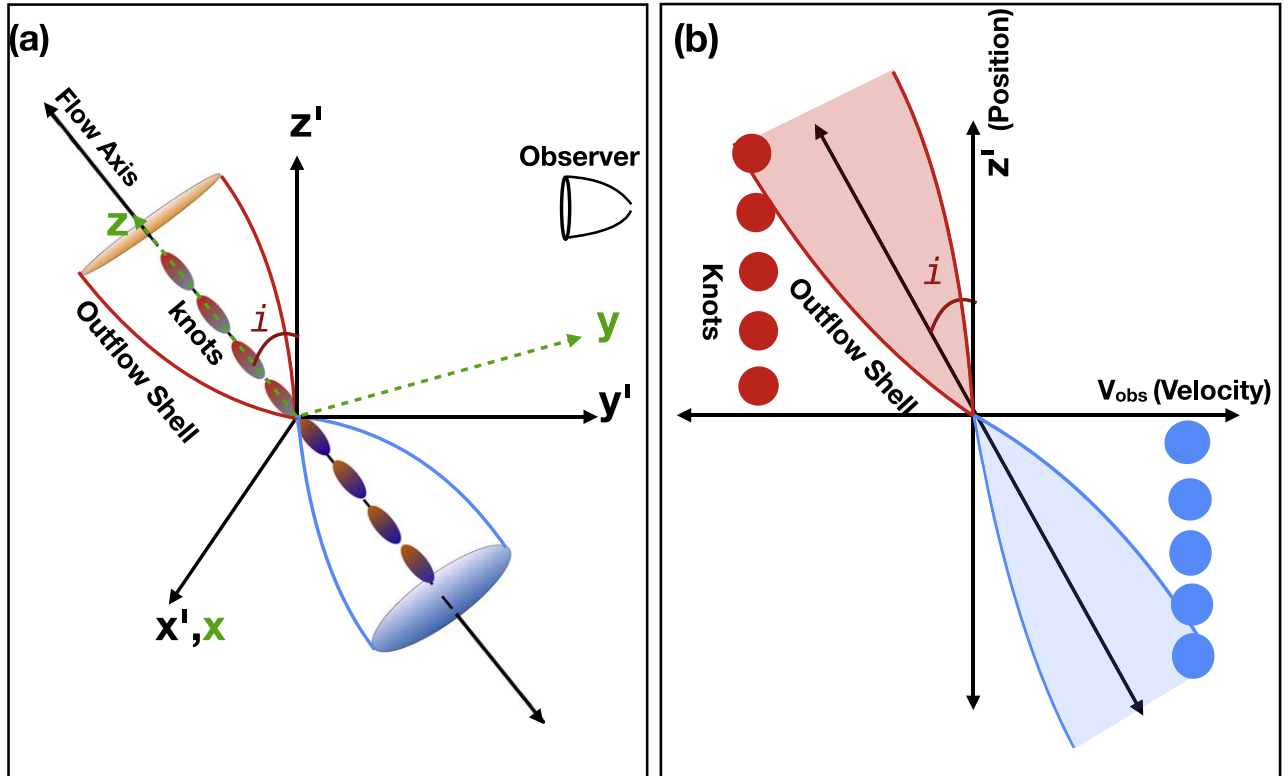 (a)
Flow Axis
z'
Observer
z
knots
i
Outflow Shell
y
y'
x',x
(b)
z' (Position)
Knots
i
Outflow Shell
Vobs (Velocity)